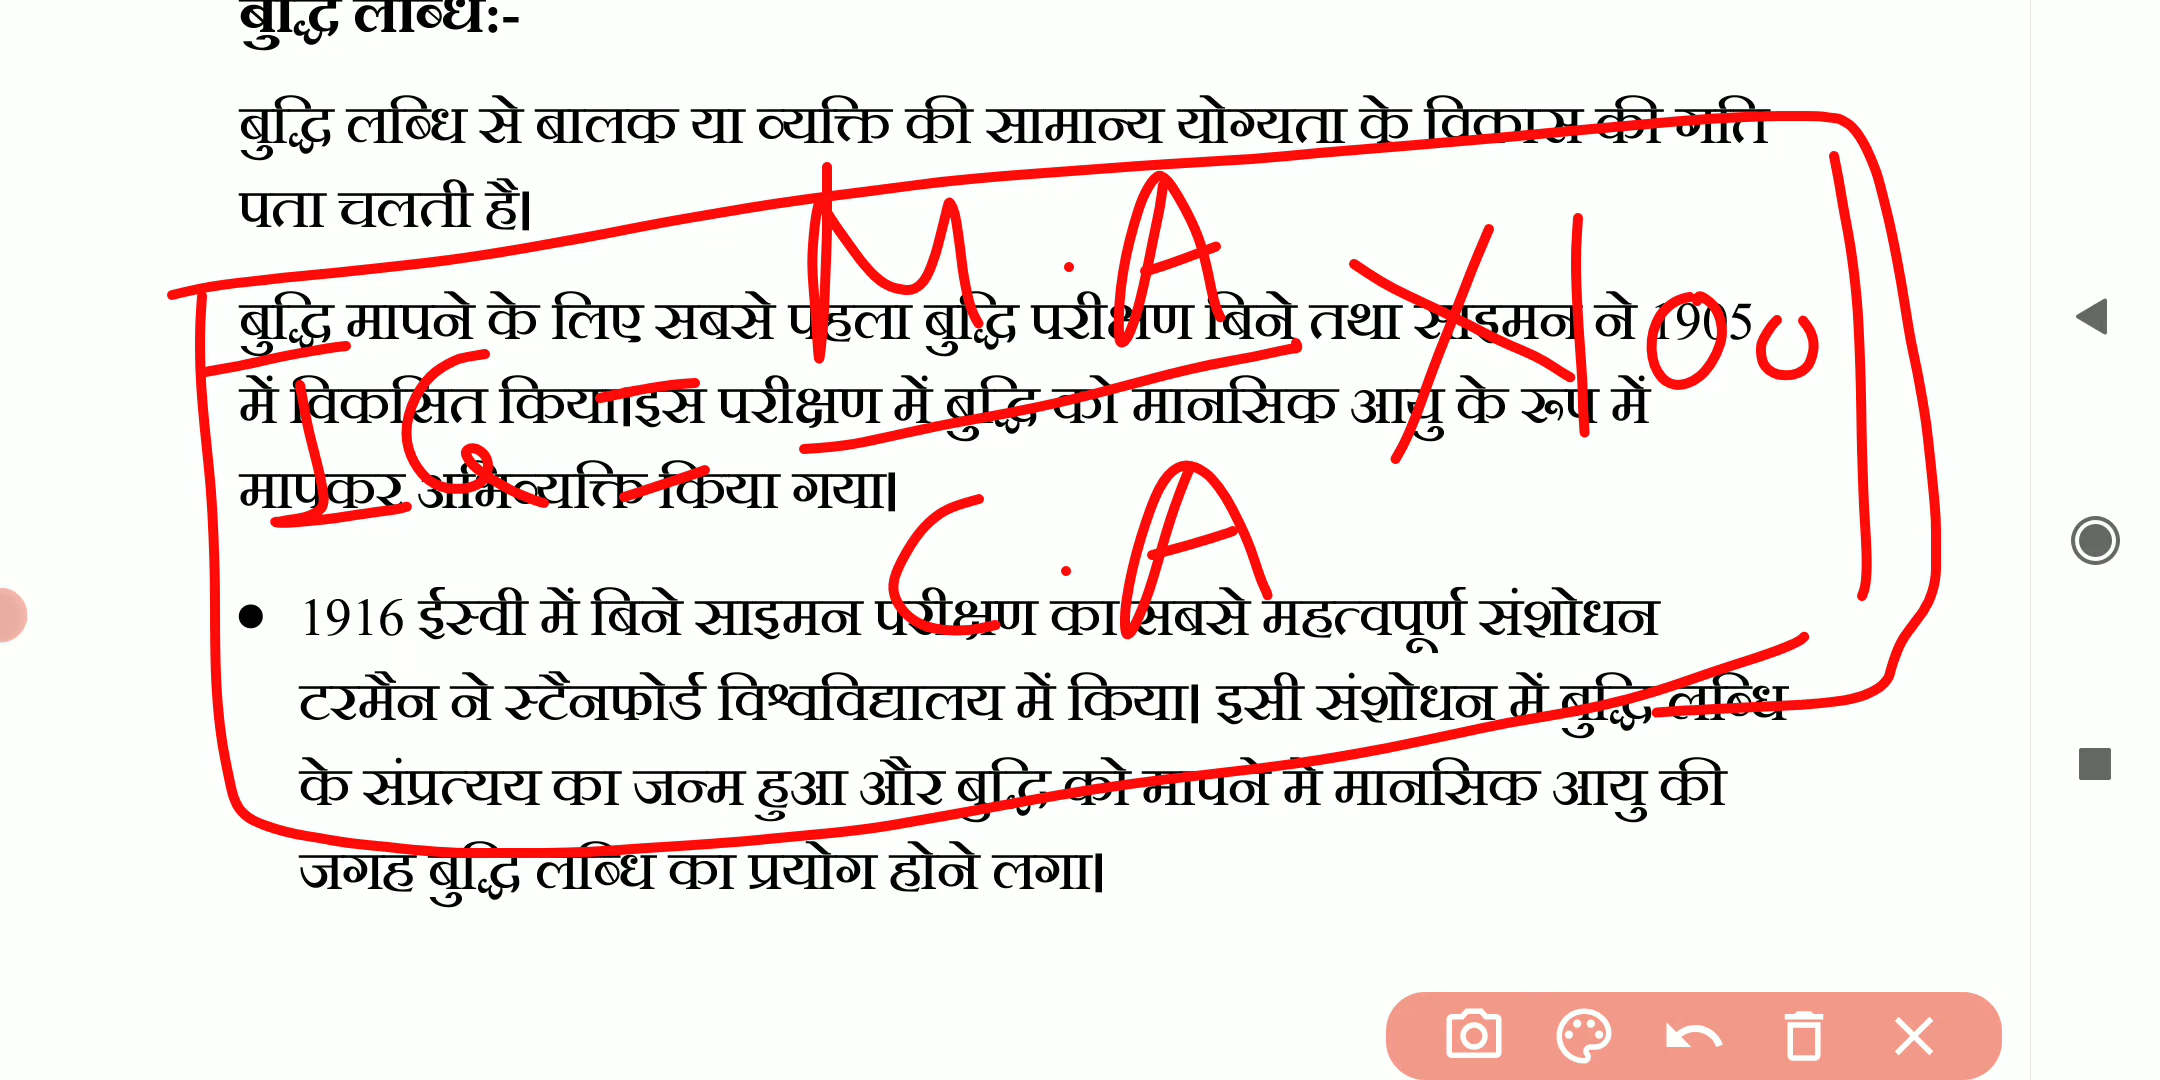 बुद्धि लब्धि:-
बुद्धि लब्धि से बालक या व्यक्ति की सामान्य योग्यता के विकास की गति
पता चलती है।
बुद्धि मापने के लिए सबसे पहला बुद्धि परीक्षण बिने तथा साइमन ने 1905
में विकसित किया।इस परीक्षण में बुद्धि को मानसिक आयु के रूप में
मापकर अभिव्यक्ति किया गया।
M.A X100
IQ =
C.A
1916 ईस्वी में बिने साइमन परीक्षण का सबसे महत्वपूर्ण संशोधन
टरमैन ने स्टैनफोर्ड विश्वविद्यालय में किया। इसी संशोधन में बुद्धि लब्धि
के संप्रत्यय का जन्म हुआ और बुद्धि को मापने में मानसिक आयु की
जगह बुद्धि लब्धि का प्रयोग होने लगा।